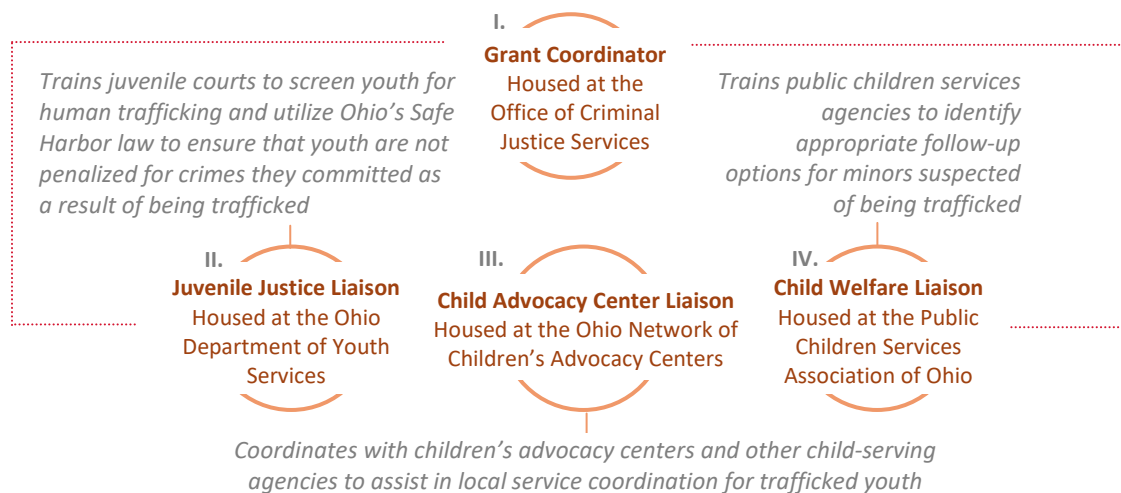 I.
Grant Coordinator
Housed at the
Office of Criminal
Justice Services
Trains juvenile courts to screen youth for
human trafficking and utilize Ohio’s Safe
Harbor law to ensure that youth are not
penalized for crimes they committed as
a result of being trafficked
Trains public children services
agencies to identify
appropriate follow-up
options for minors suspected
of being trafficked
II.
Juvenile Justice Liaison
Housed at the Ohio
Department of Youth
Services
III.
Child Advocacy Center Liaison
Housed at the Ohio Network of
Children’s Advocacy Centers
IV.
Child Welfare Liaison
Housed at the Public
Children Services
Association of Ohio
Coordinates with children’s advocacy centers and other child-serving
agencies to assist in local service coordination for trafficked youth